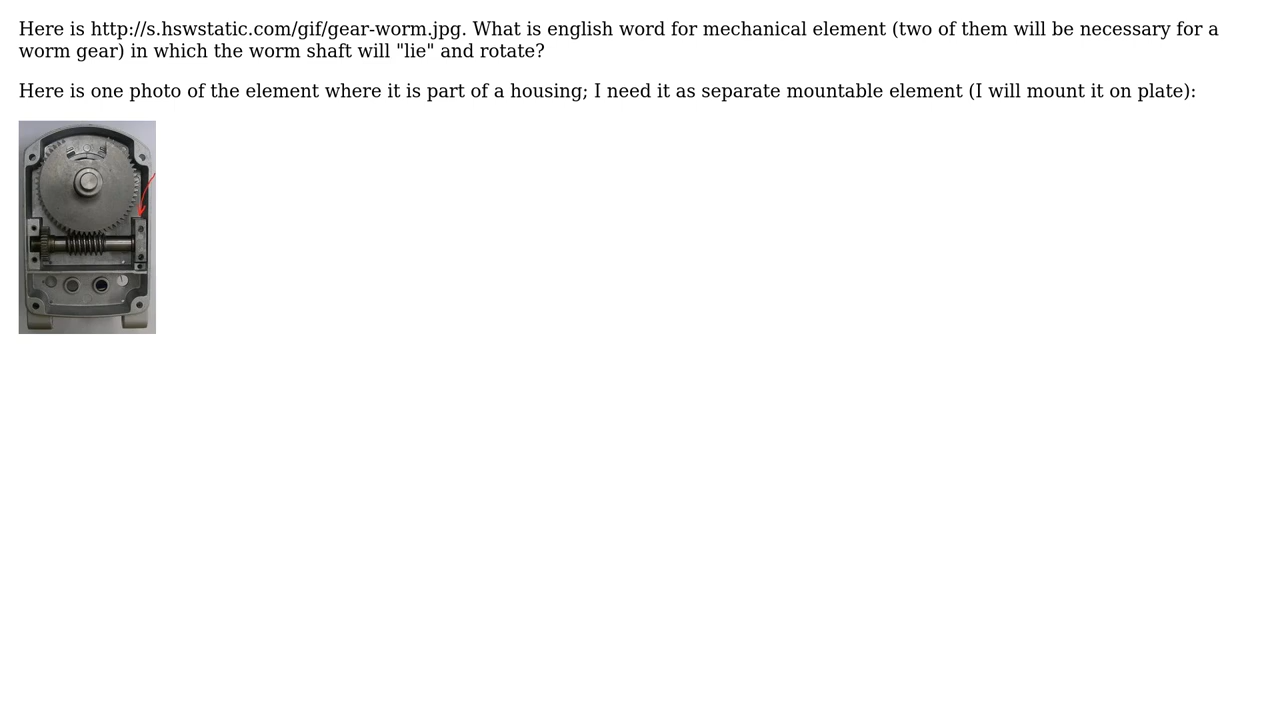 Here is http://s.hswstatic.com/gif/gear-worm.jpg. What is english word for mechanical element (two of them will be necessary for a
worm gear) in which the worm shaft will "lie" and rotate?
Here is one photo of the element where it is part of a housing; I need it as separate mountable element (I will mount it on plate):